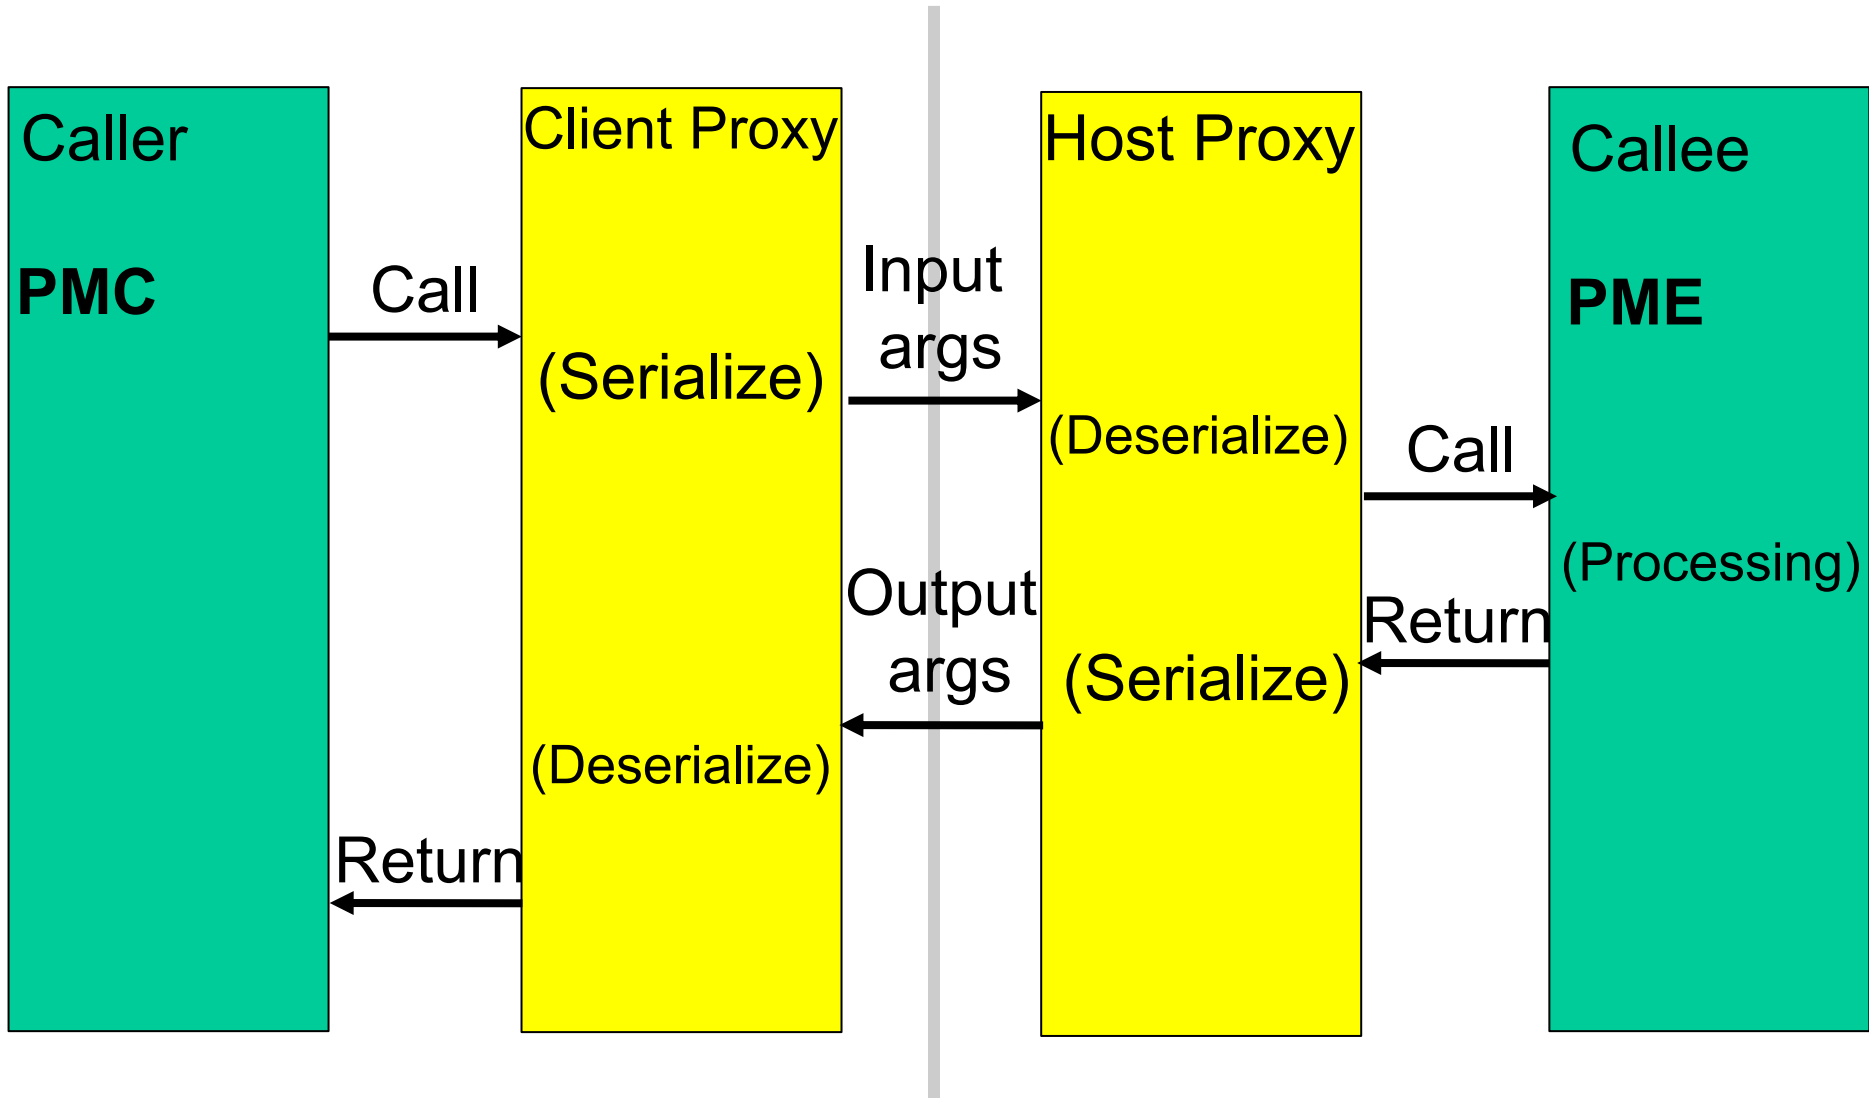 Caller
Client Proxy
Host Proxy
Callee
PMC
Call
Input
args
PME
(Serialize)
(Deserialize)
Call
(Processing)
Output
args
Return
(Serialize)
(Deserialize)
Return